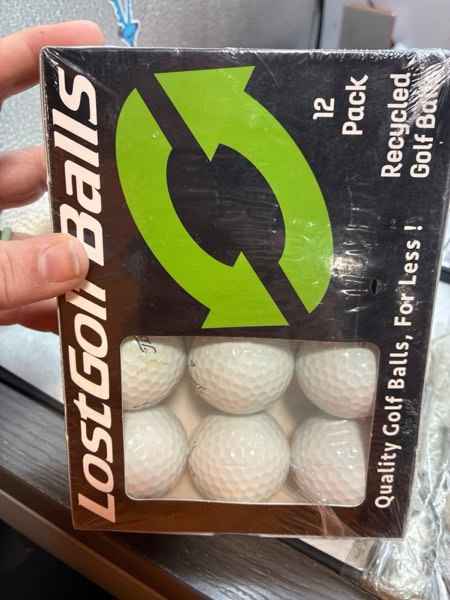 LostGolfBalls
12
Pack
Recycled
Golf Balls
Quality Golf Balls, For Less !